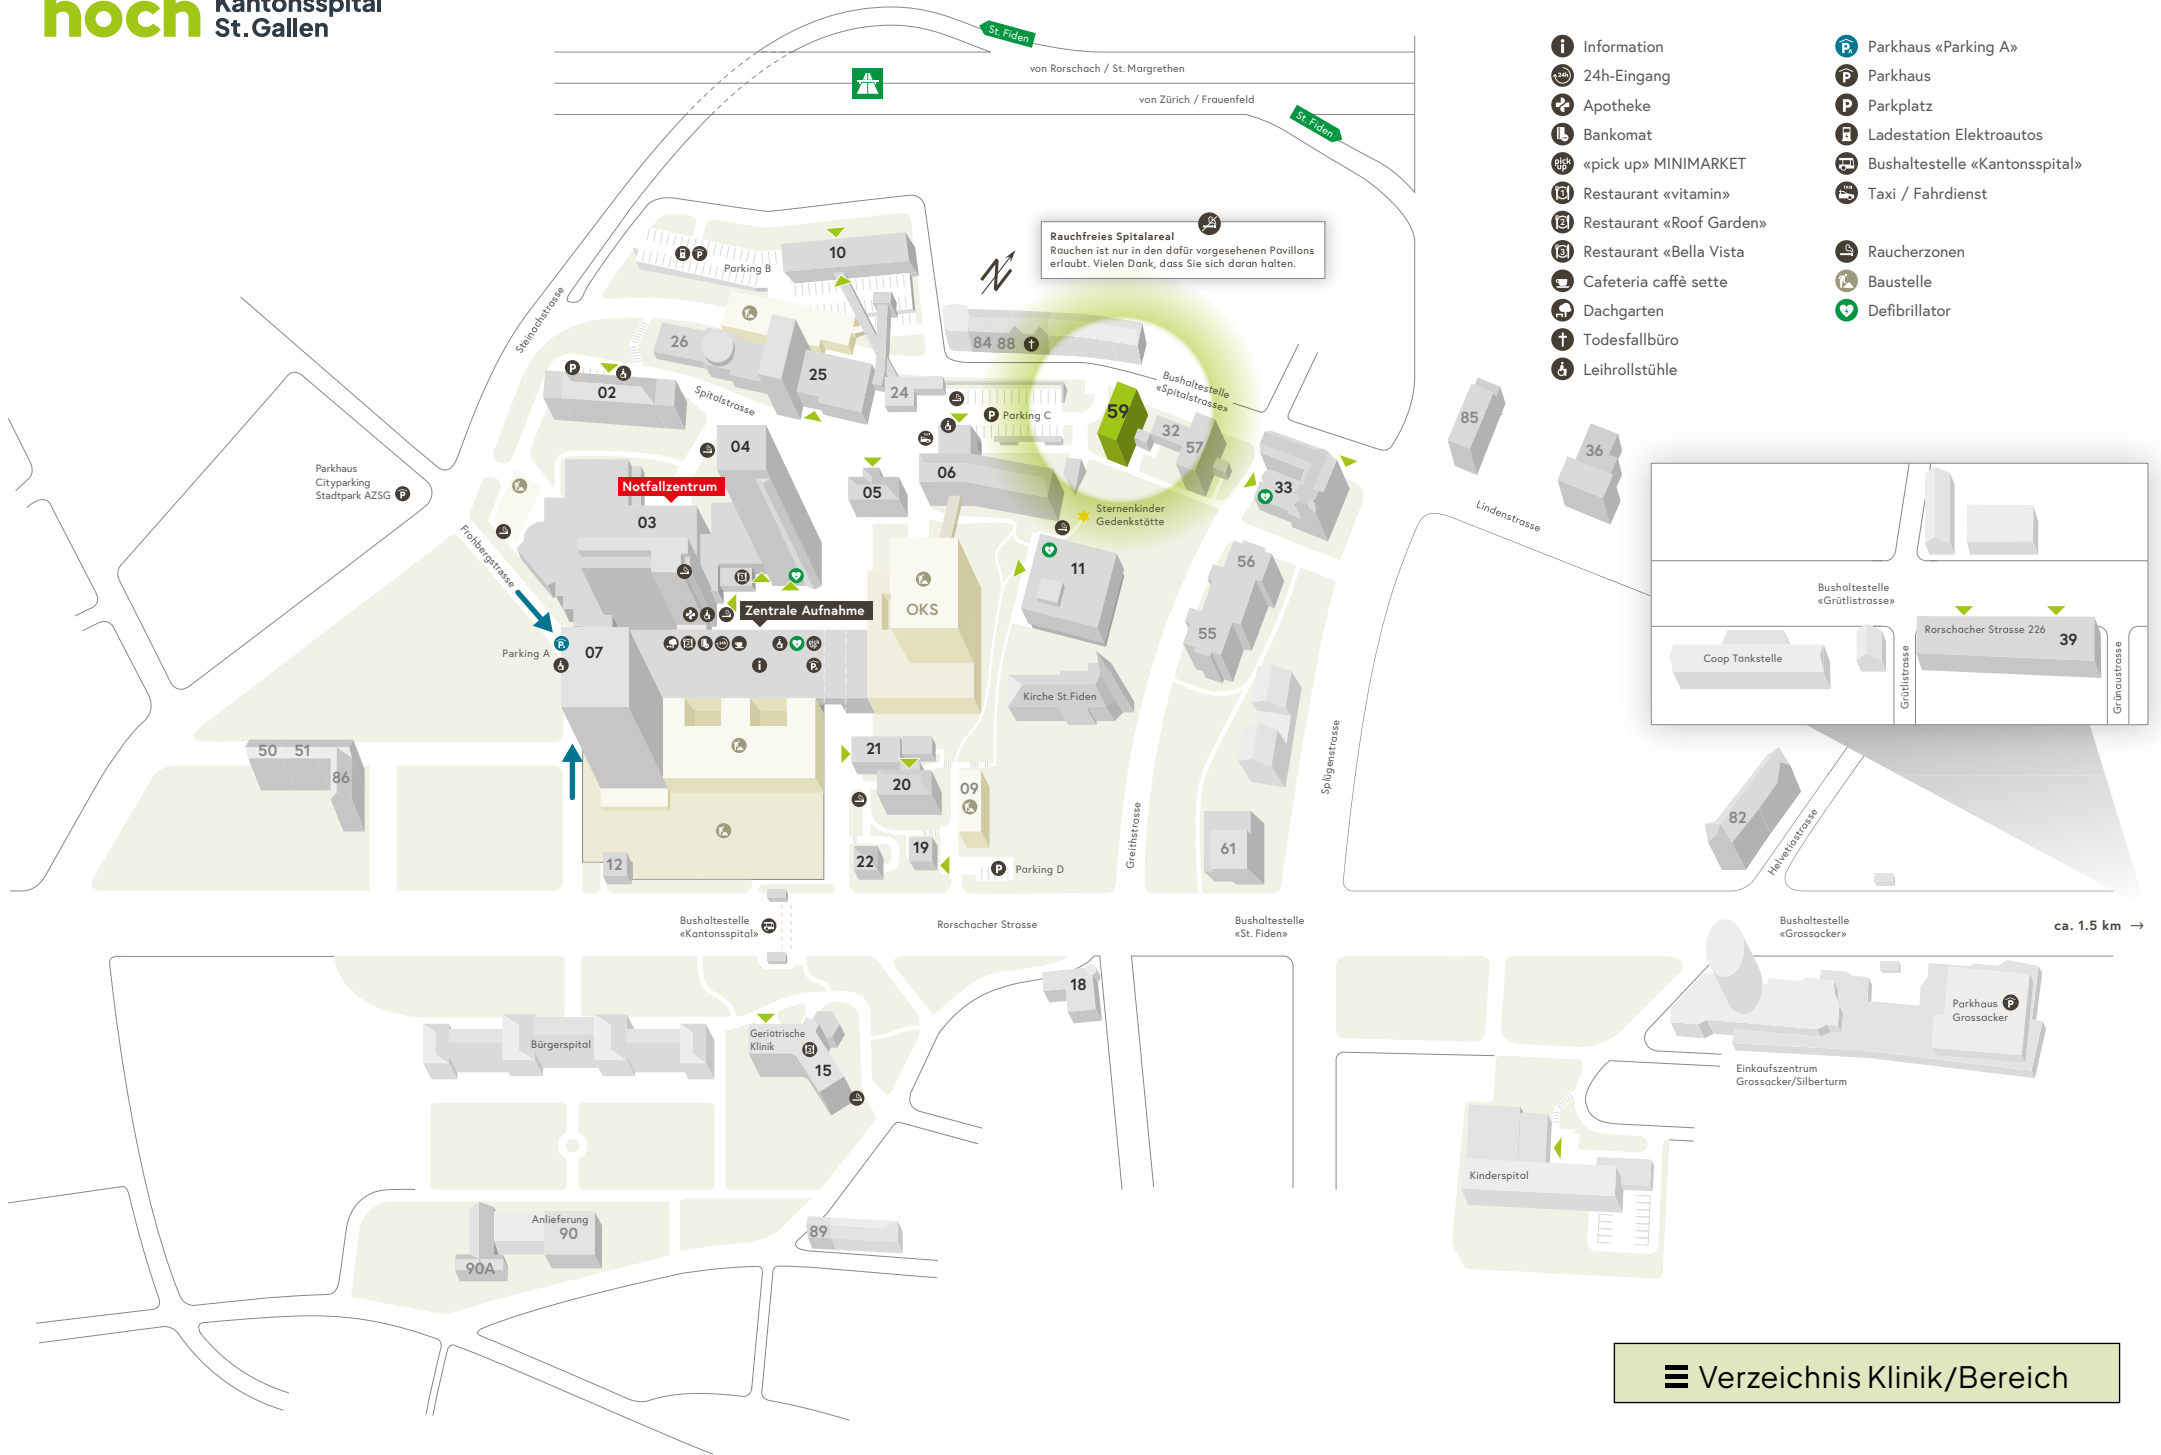 hoch Kantonsspital
St.Gallen
St. Fiden
von Rorschach / St. Margrethen
von Zürich / Frauenfeld
St. Fiden
Information
24h-Eingang
Apotheke
Bankomat
«pick up» MINIMARKET
Restaurant «vitamin»
Restaurant «Roof Garden»
Restaurant «Bella Vista
Cafeteria caffè sette
Dachgarten
Todesfallbüro
Leihrollstühle
Parkhaus «Parking A»
Parkhaus
Parkplatz
Ladestation Elektroautos
Bushaltestelle «Kantonsspital»
Taxi / Fahrdienst
Raucherzonen
Baustelle
Defibrillator
Rauchfreies Spitalareal
Rauchen ist nur in den dafür vorgesehenen Pavillons
erlaubt. Vielen Dank, dass Sie sich daran halten.
N
10
Parking B
Steinachstrasse
26
25
24
84 88
02
Spitalstrasse
Bushaltestelle
«Spitalstrasse»
59
Parking C
32
57
85
36
04
Parkhaus
Cityparking
Stadtpark AZSG
Notfallzentrum
03
05
06
33
Sternenkinder
Gedenkstätte
Lindenstrasse
Frohbergstrasse
11
56
OKS
Zentrale Aufnahme
55
Parking A
07
Kirche St.Fiden
Bushaltestelle
«Grütlistrasse»
Rorschacher Strasse 226
39
Coop Tankstelle
Grütlistrasse
Grünaustrasse
50 51
86
21
20
09
Splügenstrasse
Greithstrasse
82
Helvetiastrasse
12
22
19
Parking D
61
Bushaltestelle
«Kantonsspital»
Rorschacher Strasse
Bushaltestelle
«St. Fiden»
Bushaltestelle
«Grossacker»
ca. 1.5 km →
18
Bürgerspital
Geriatrische
Klinik
15
Parkhaus
Grossacker
Einkaufszentrum
Grossacker/Silberturm
Kinderspital
Anlieferung
90
90A
89
Verzeichnis Klinik/Bereich